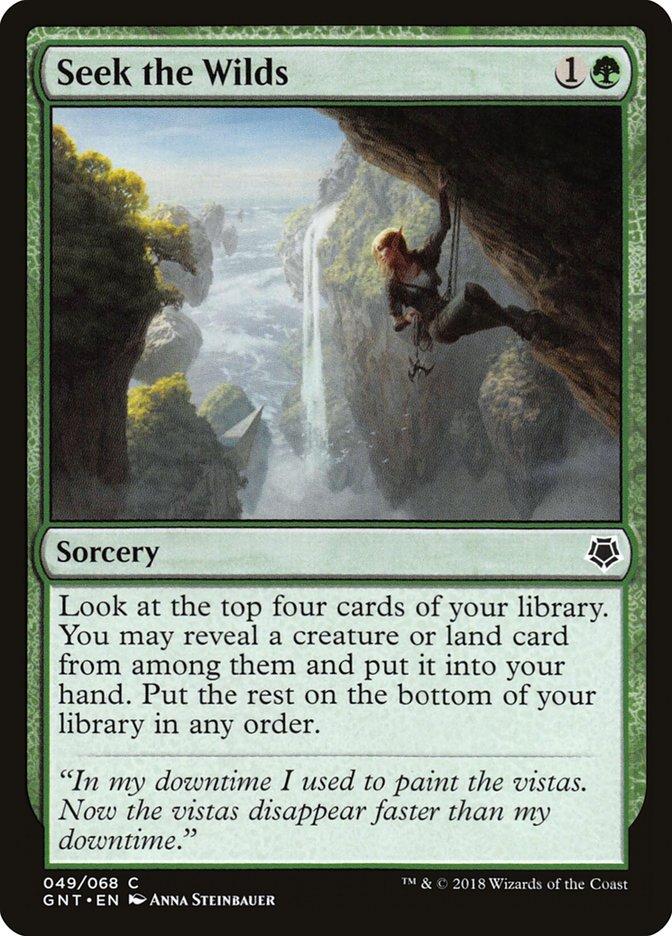 Seek the Wilds 1
Sorcery
Look at the top four cards of your library.
You may reveal a creature or land card
from among them and put it into your
hand. Put the rest on the bottom of your
library in any order.
“In my downtime I used to paint the vistas.
Now the vistas disappear faster than my
downtime.”
049/068 C
GNT • EN Anna Steinbauer
™ & © 2018 Wizards of the Coast